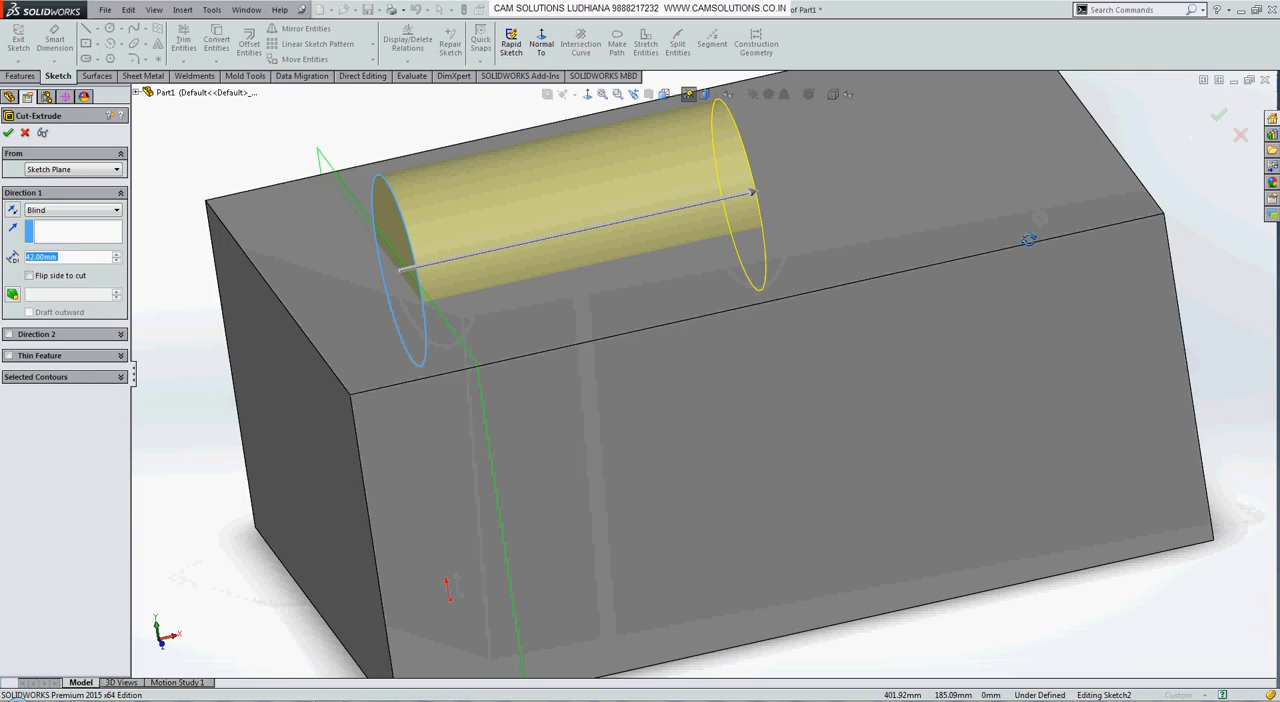 SOLIDWORKS File Edit View Insert Tools Window Help CAM SOLUTIONS LUDHIANA 9888217232 WWW.CAMSOLUTIONS.CO.IN of Part1 * Search Commands
Exit Sketch
Smart Dimension
Trim Entities
Convert Entities
Offset Entities
Mirror Entities
Linear Sketch Pattern
Move Entities
Display/Delete Relations
Repair Sketch
Quick Snaps
Rapid Sketch
Normal To
Intersection Curve
Make Path
Stretch Entities
Split Entities
Segment
Construction Geometry
Features Sketch Surfaces Sheet Metal Weldments Mold Tools Data Migration Direct Editing Evaluate DimXpert SOLIDWORKS Add-Ins SOLIDWORKS MBD
Part1 (Default<<Default>_...
Cut-Extrude
From
Sketch Plane
Direction 1
Blind
42.00mm
Flip side to cut
Draft outward
Direction 2
Thin Feature
Selected Contours
Y
X
Z
Model 3D Views Motion Study 1
SOLIDWORKS Premium 2015 x64 Edition 401.92mm 185.09mm 0mm Under Defined Editing Sketch2 Custom